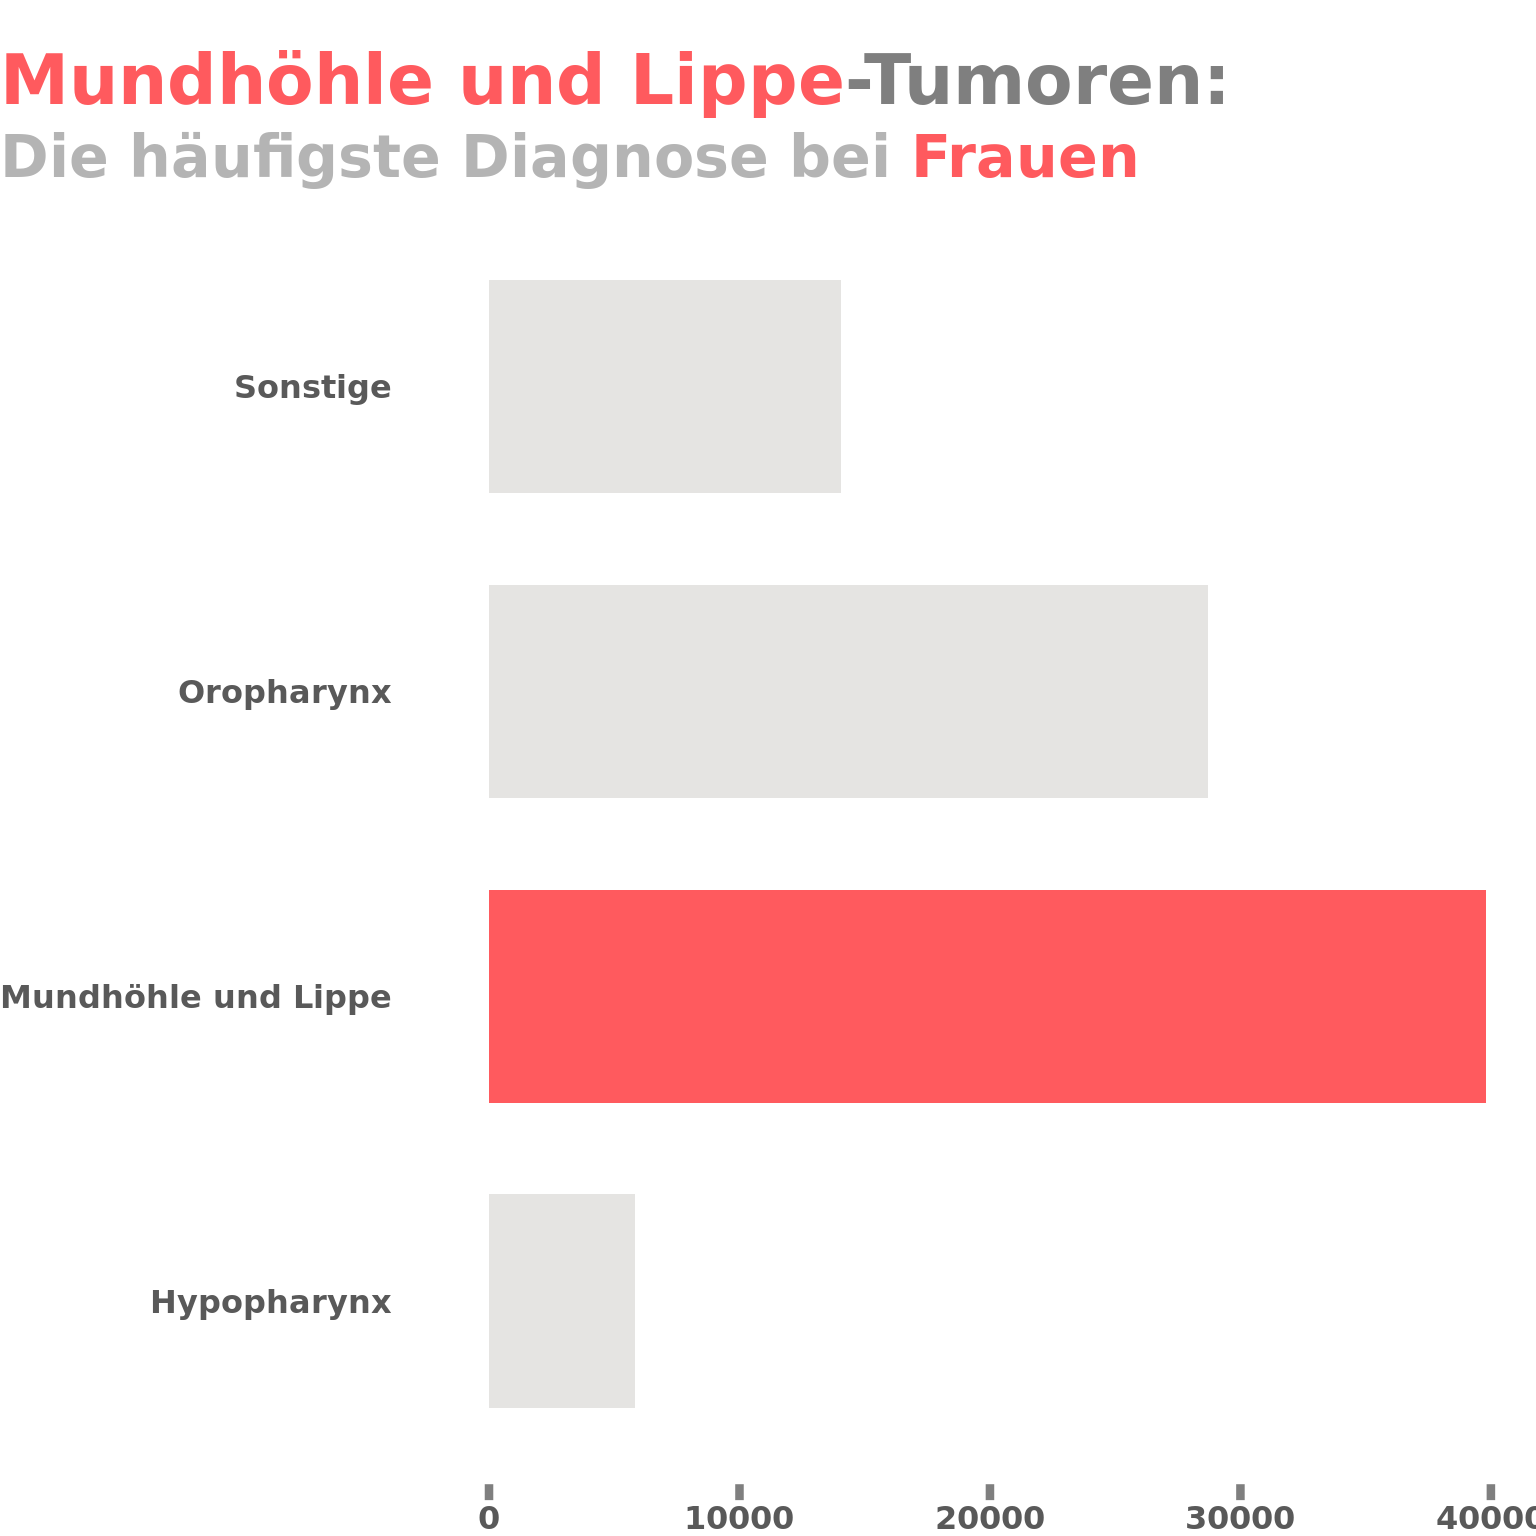 Mundhöhle und Lippe-Tumoren:
Die häufigste Diagnose bei Frauen
Sonstige
Oropharynx
Mundhöhle und Lippe
Hypopharynx
0 10000 20000 30000 40000